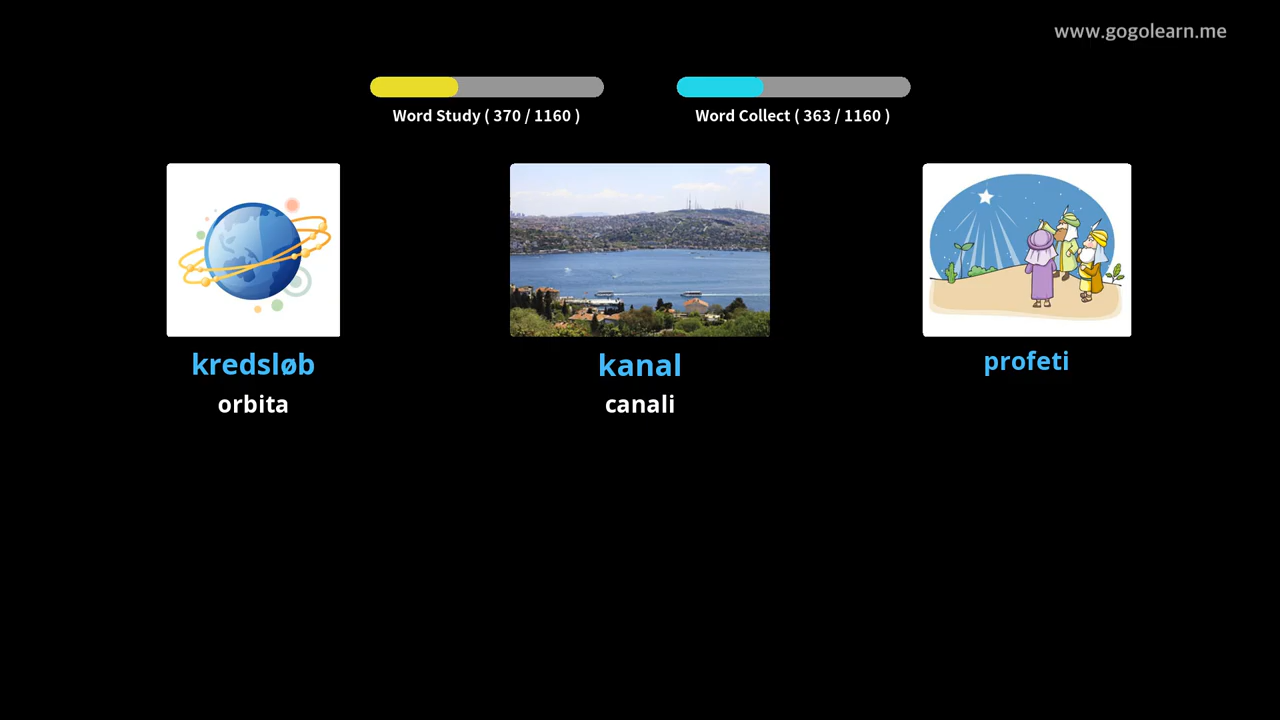 www.gogolearn.me
Word Study ( 370 / 1160 )
Word Collect ( 363 / 1160 )
kredsløb
orbita
kanal
canali
profeti